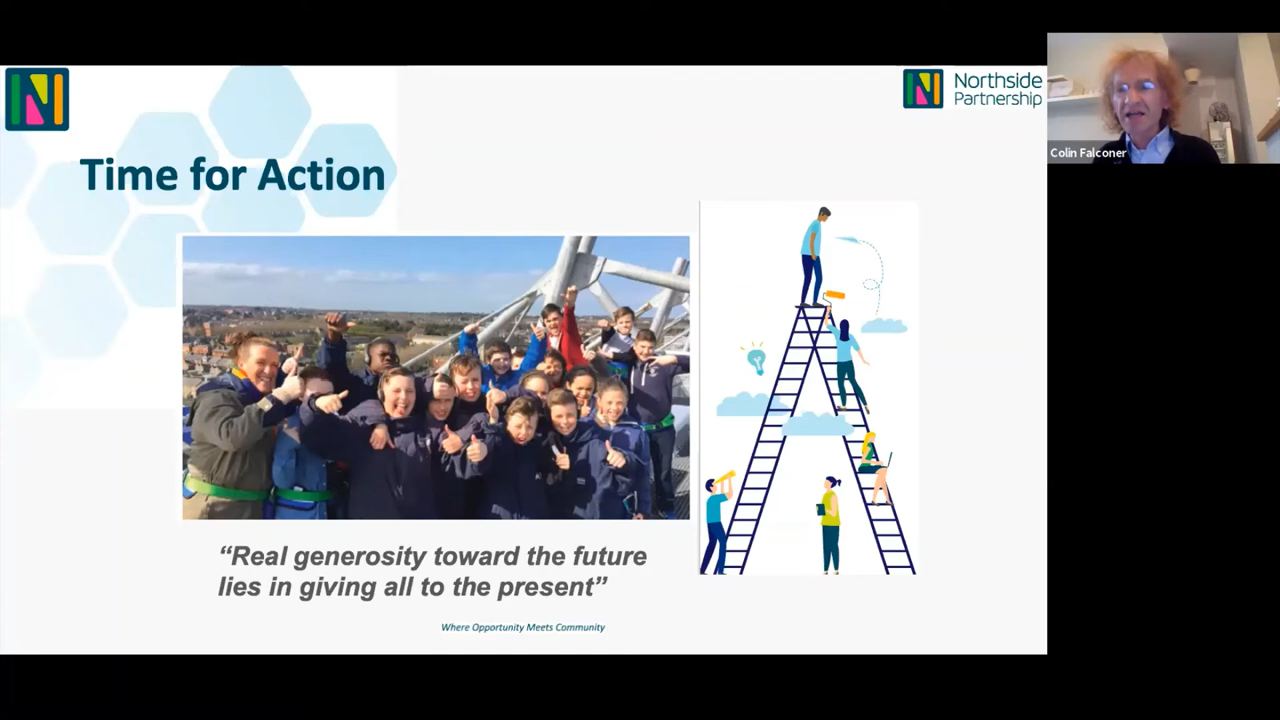 Northside
Partnership
Time for Action
Colin Falconer
“Real generosity toward the future
lies in giving all to the present”
Where Opportunity Meets Community